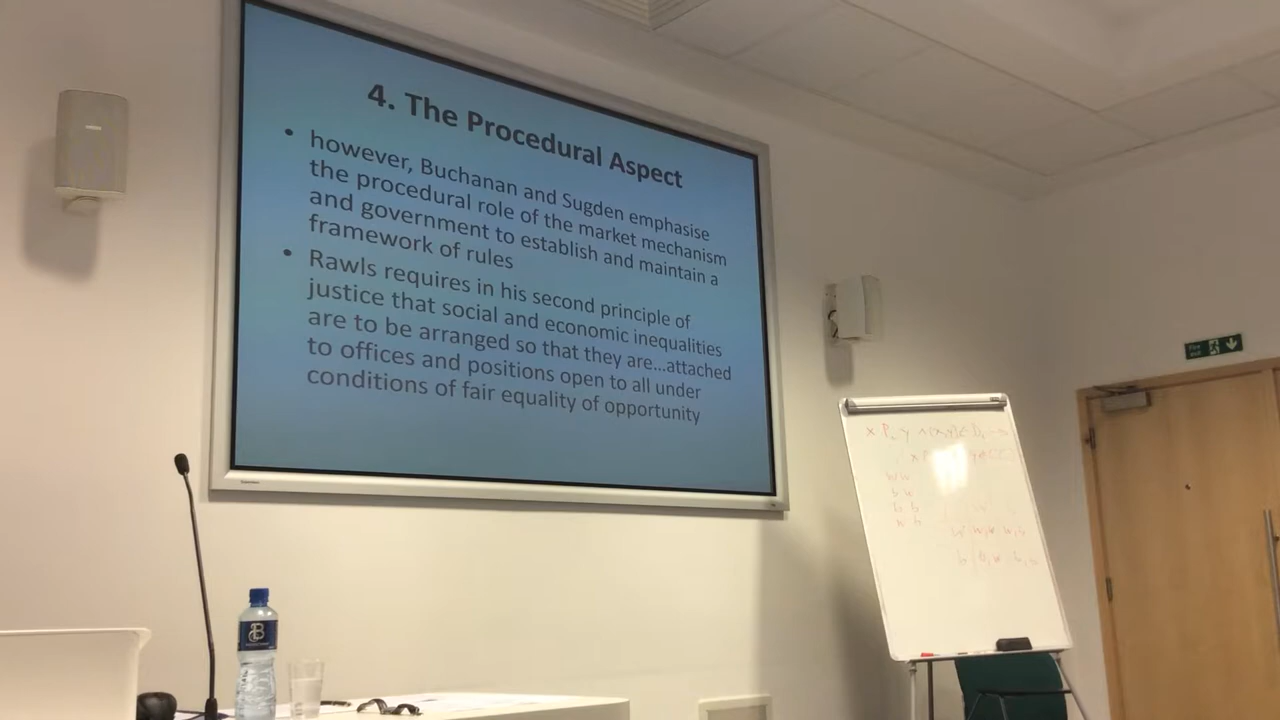 4. The Procedural Aspect
• however, Buchanan and Sugden emphasise
the procedural role of the market mechanism
and government to establish and maintain a
framework of rules
• Rawls requires in his second principle of
justice that social and economic inequalities
are to be arranged so that they are...attached
to offices and positions open to all under
conditions of fair equality of opportunity